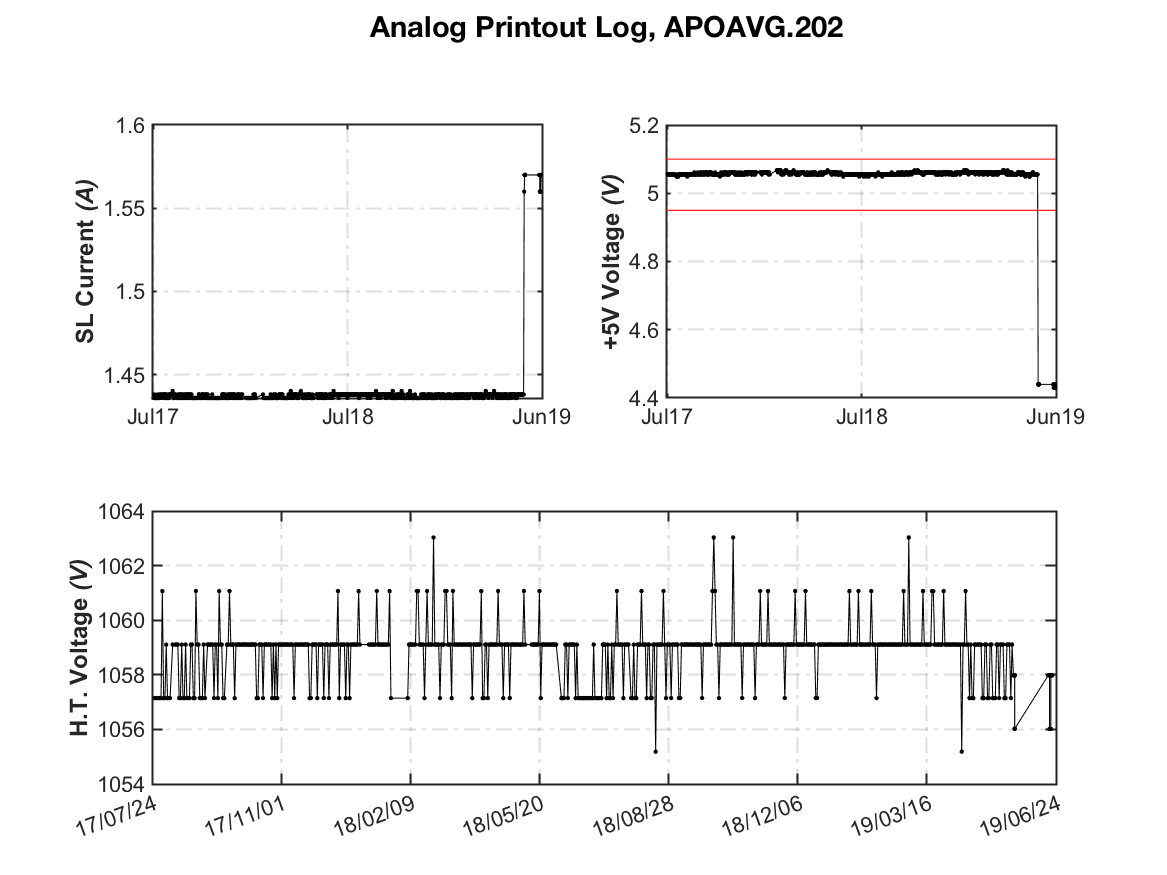 Analog Printout Log, APOAVG.202
SL Current (A)
1.6
1.55
1.5
1.45
Jul17
Jul18
Jun19
+5V Voltage (V)
5.2
5
4.8
4.6
4.4
Jul17
Jul18
Jun19
H.T. Voltage (V)
1064
1062
1060
1058
1056
1054
17/07/24
17/11/01
18/02/09
18/05/20
18/08/28
18/12/06
19/03/16
19/06/24